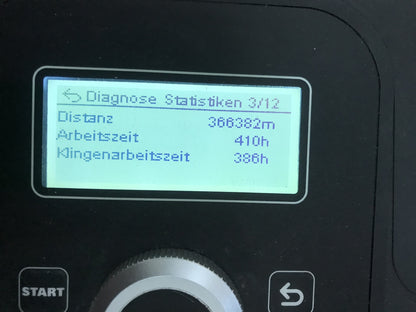 Diagnose Statistiken 3/12
Distanz 366382m
Arbeitszeit 410h
Klingenarbeitszeit 386h
START